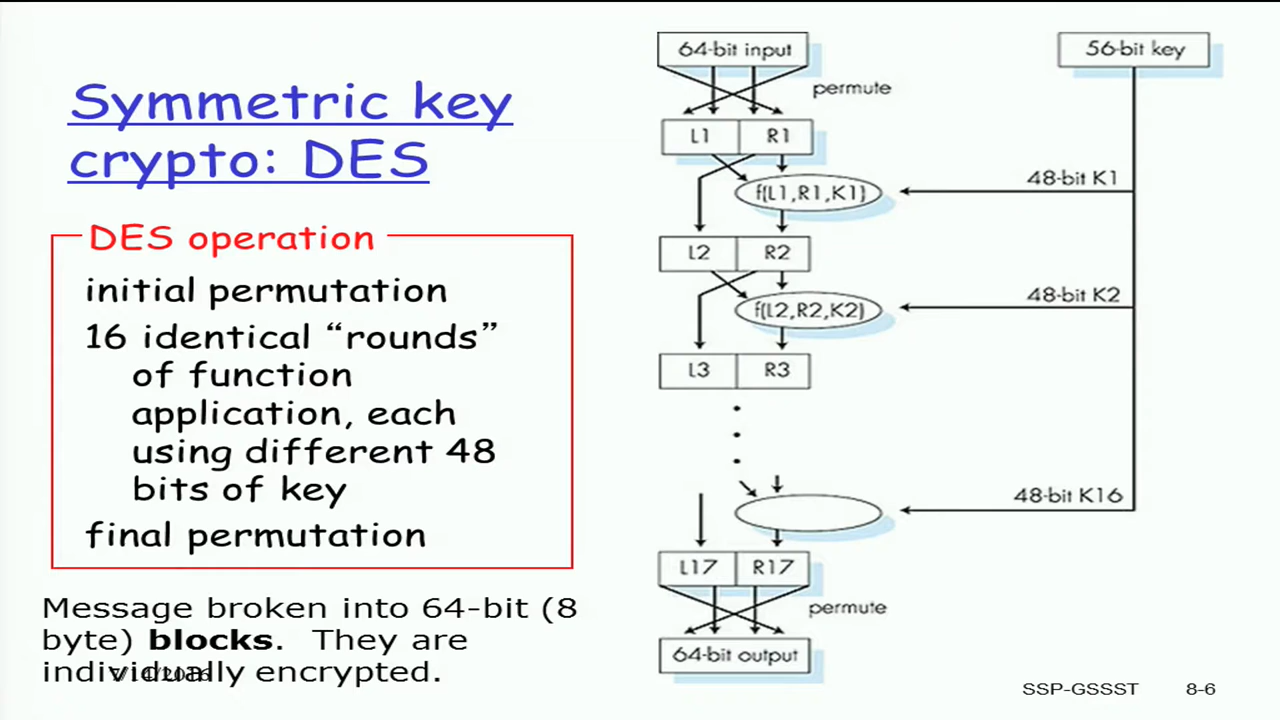 Symmetric key
crypto: DES
DES operation
initial permutation
16 identical “rounds”
of function
application, each
using different 48
bits of key
final permutation
Message broken into 64-bit (8
byte) blocks. They are
individually encrypted.
64-bit input
56-bit key
permute
L1 R1
f(L1,R1,K1)
48-bit K1
L2 R2
f(L2,R2,K2)
48-bit K2
L3 R3
48-bit K16
L17 R17
permute
64-bit output
SSP-GSSST 8-6